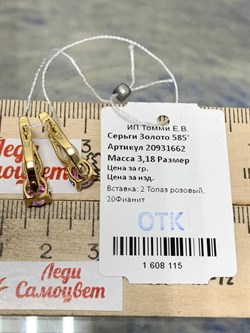 ИП Томми Е.В.
Серьги Золото 585°
Артикул 20931662
Масса 3,18 Размер
Цена за гр.
Цена за изд.
Вставка: 2 Топаз розовый,
20Фианит
ОТК
1 608 115
Леди
Самоцвет
Леди
Самоцвет